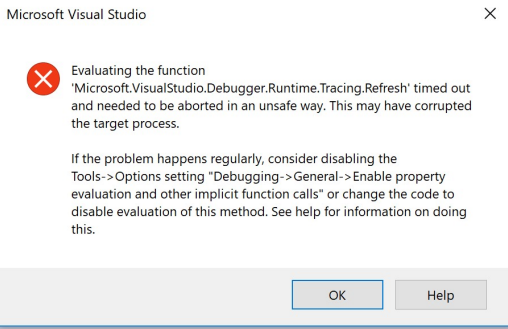 Microsoft Visual Studio
Evaluating the function
'Microsoft.VisualStudio.Debugger.Runtime.Tracing.Refresh' timed out
and needed to be aborted in an unsafe way. This may have corrupted
the target process.
If the problem happens regularly, consider disabling the
Tools->Options setting "Debugging->General->Enable property
evaluation and other implicit function calls" or change the code to
disable evaluation of this method. See help for information on doing
this.
OK
Help